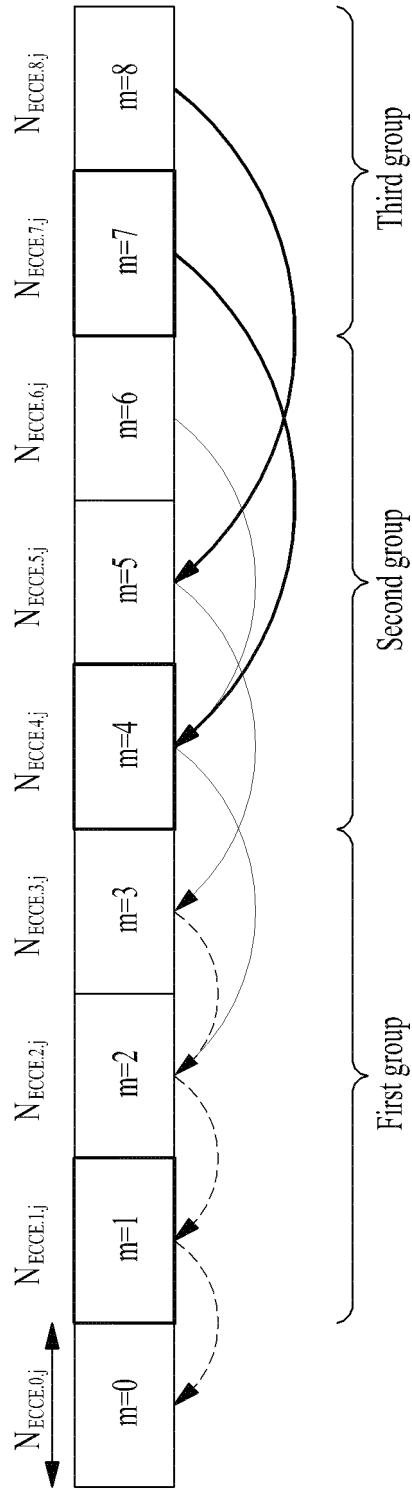 N_ECCE.0.j
N_ECCE.1.j
N_ECCE.2.j
N_ECCE.3.j
N_ECCE.4.j
N_ECCE.5.j
N_ECCE.6.j
N_ECCE.7.j
N_ECCE.8.j
m=0
m=1
m=2
m=3
m=4
m=5
m=6
m=7
m=8
First group
Second group
Third group